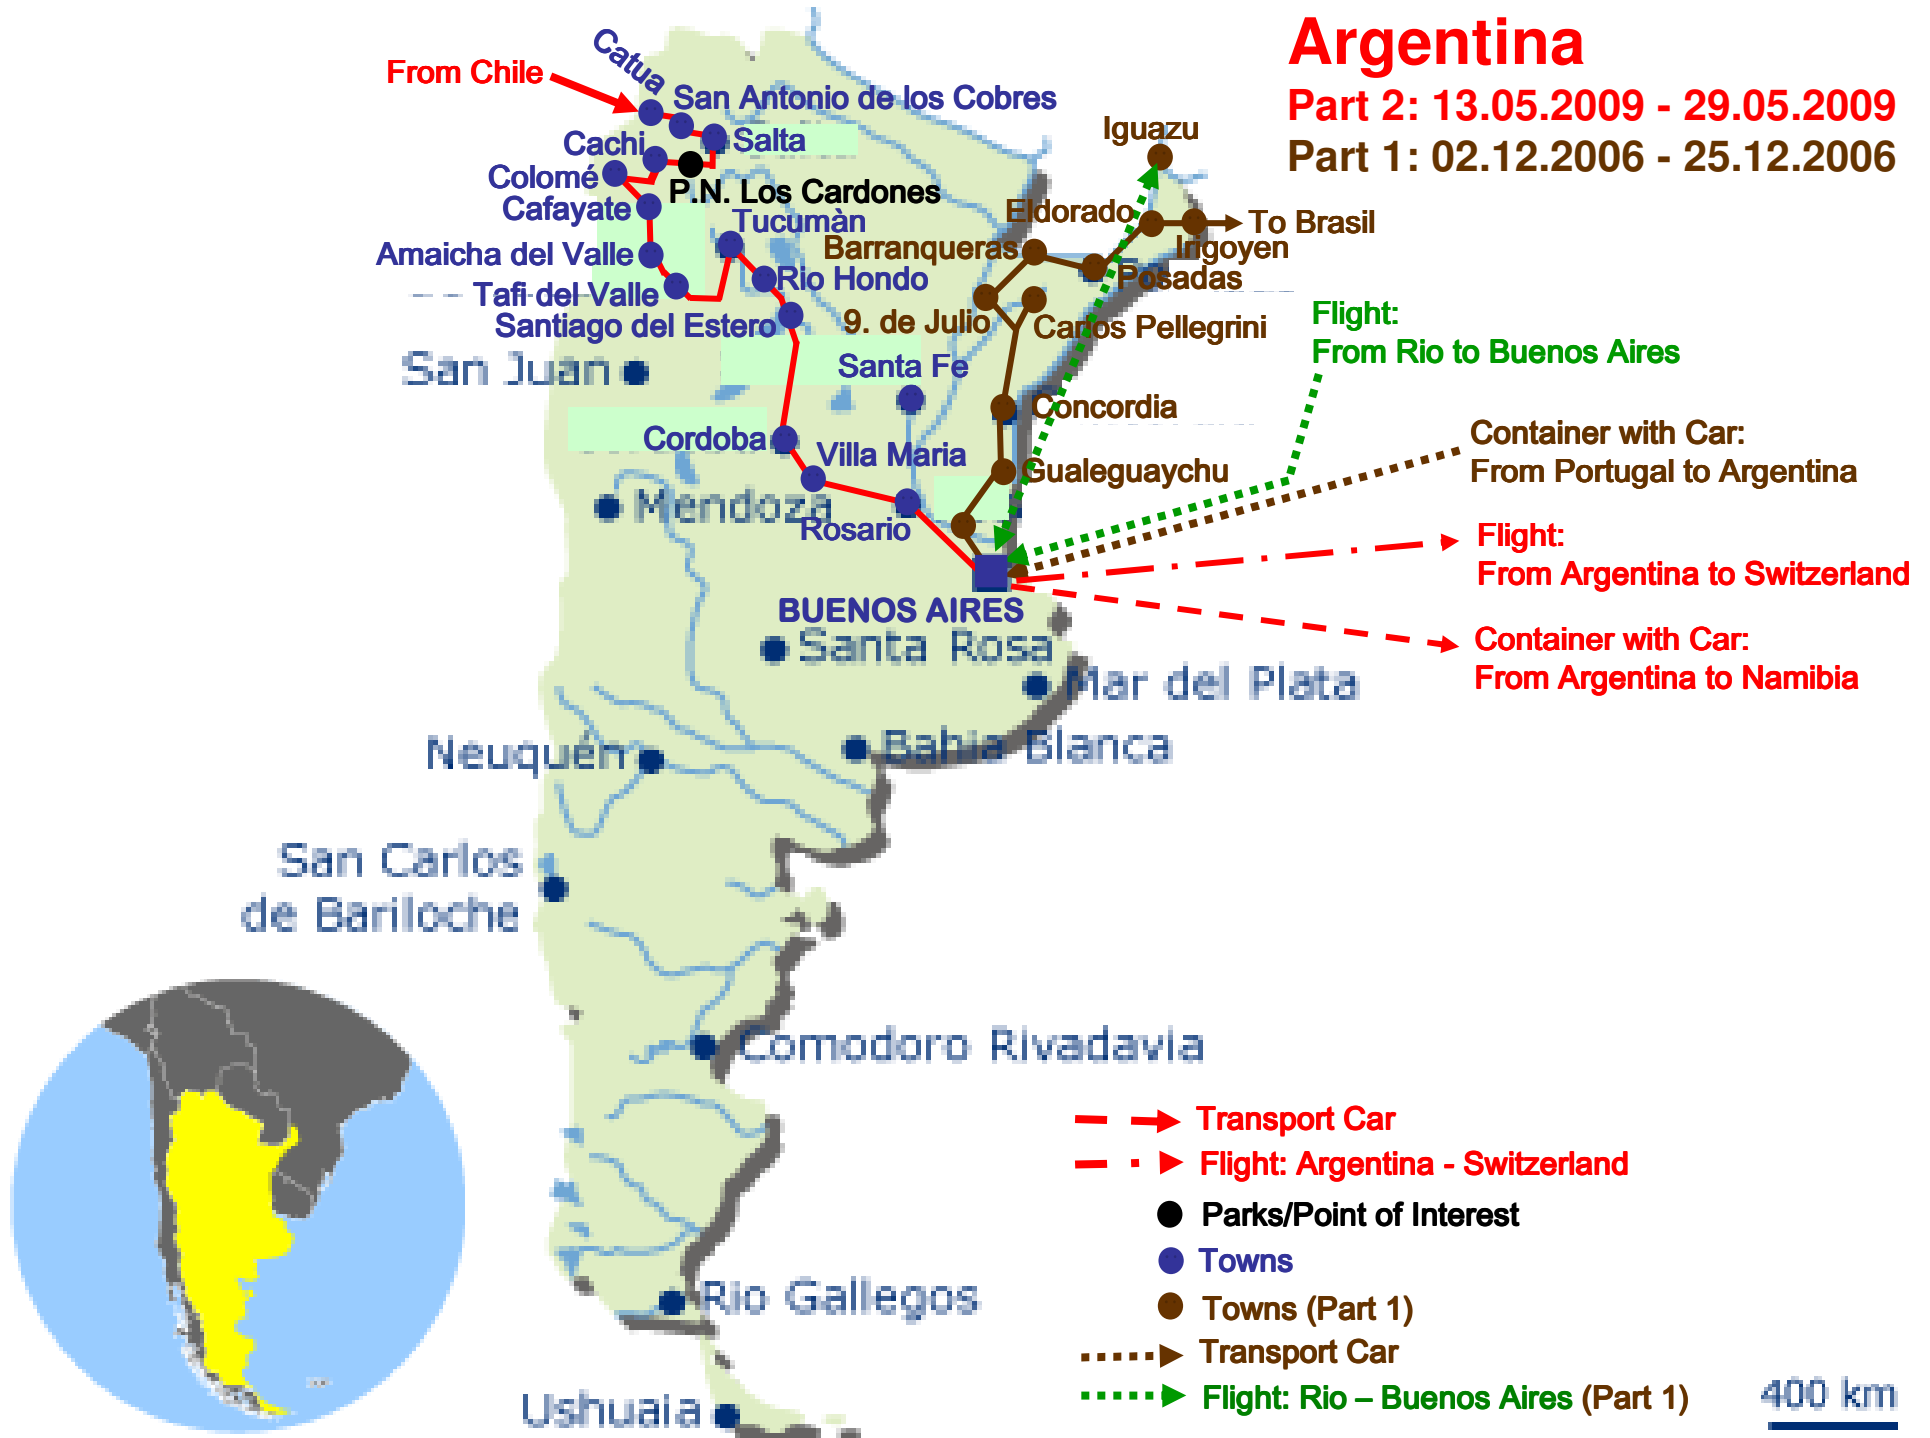 Argentina
Part 2: 13.05.2009 - 29.05.2009
Part 1: 02.12.2006 - 25.12.2006
From Chile
Catua
San Antonio de los Cobres
Salta
Cachi
Colomé
P.N. Los Cardones
Cafayate
Tucumàn
Amaicha del Valle
Rio Hondo
Tafi del Valle
Santiago del Estero
Iguazu
Eldorado
To Brasil
Irigoyen
Barranqueras
Posadas
9. de Julio
Carlos Pellegrini
Flight:
From Rio to Buenos Aires
San Juan
Santa Fe
Concordia
Cordoba
Villa Maria
Gualeguaychu
Container with Car:
From Portugal to Argentina
Mendoza
Rosario
Flight:
From Argentina to Switzerland
BUENOS AIRES
Container with Car:
From Argentina to Namibia
Santa Rosa
Mar del Plata
Neuquén
Bahia Blanca
San Carlos
de Bariloche
Comodoro Rivadavia
Rio Gallegos
Ushuaia
Transport Car
Flight: Argentina - Switzerland
Parks/Point of Interest
Towns
Towns (Part 1)
Transport Car
Flight: Rio – Buenos Aires (Part 1)
400 km